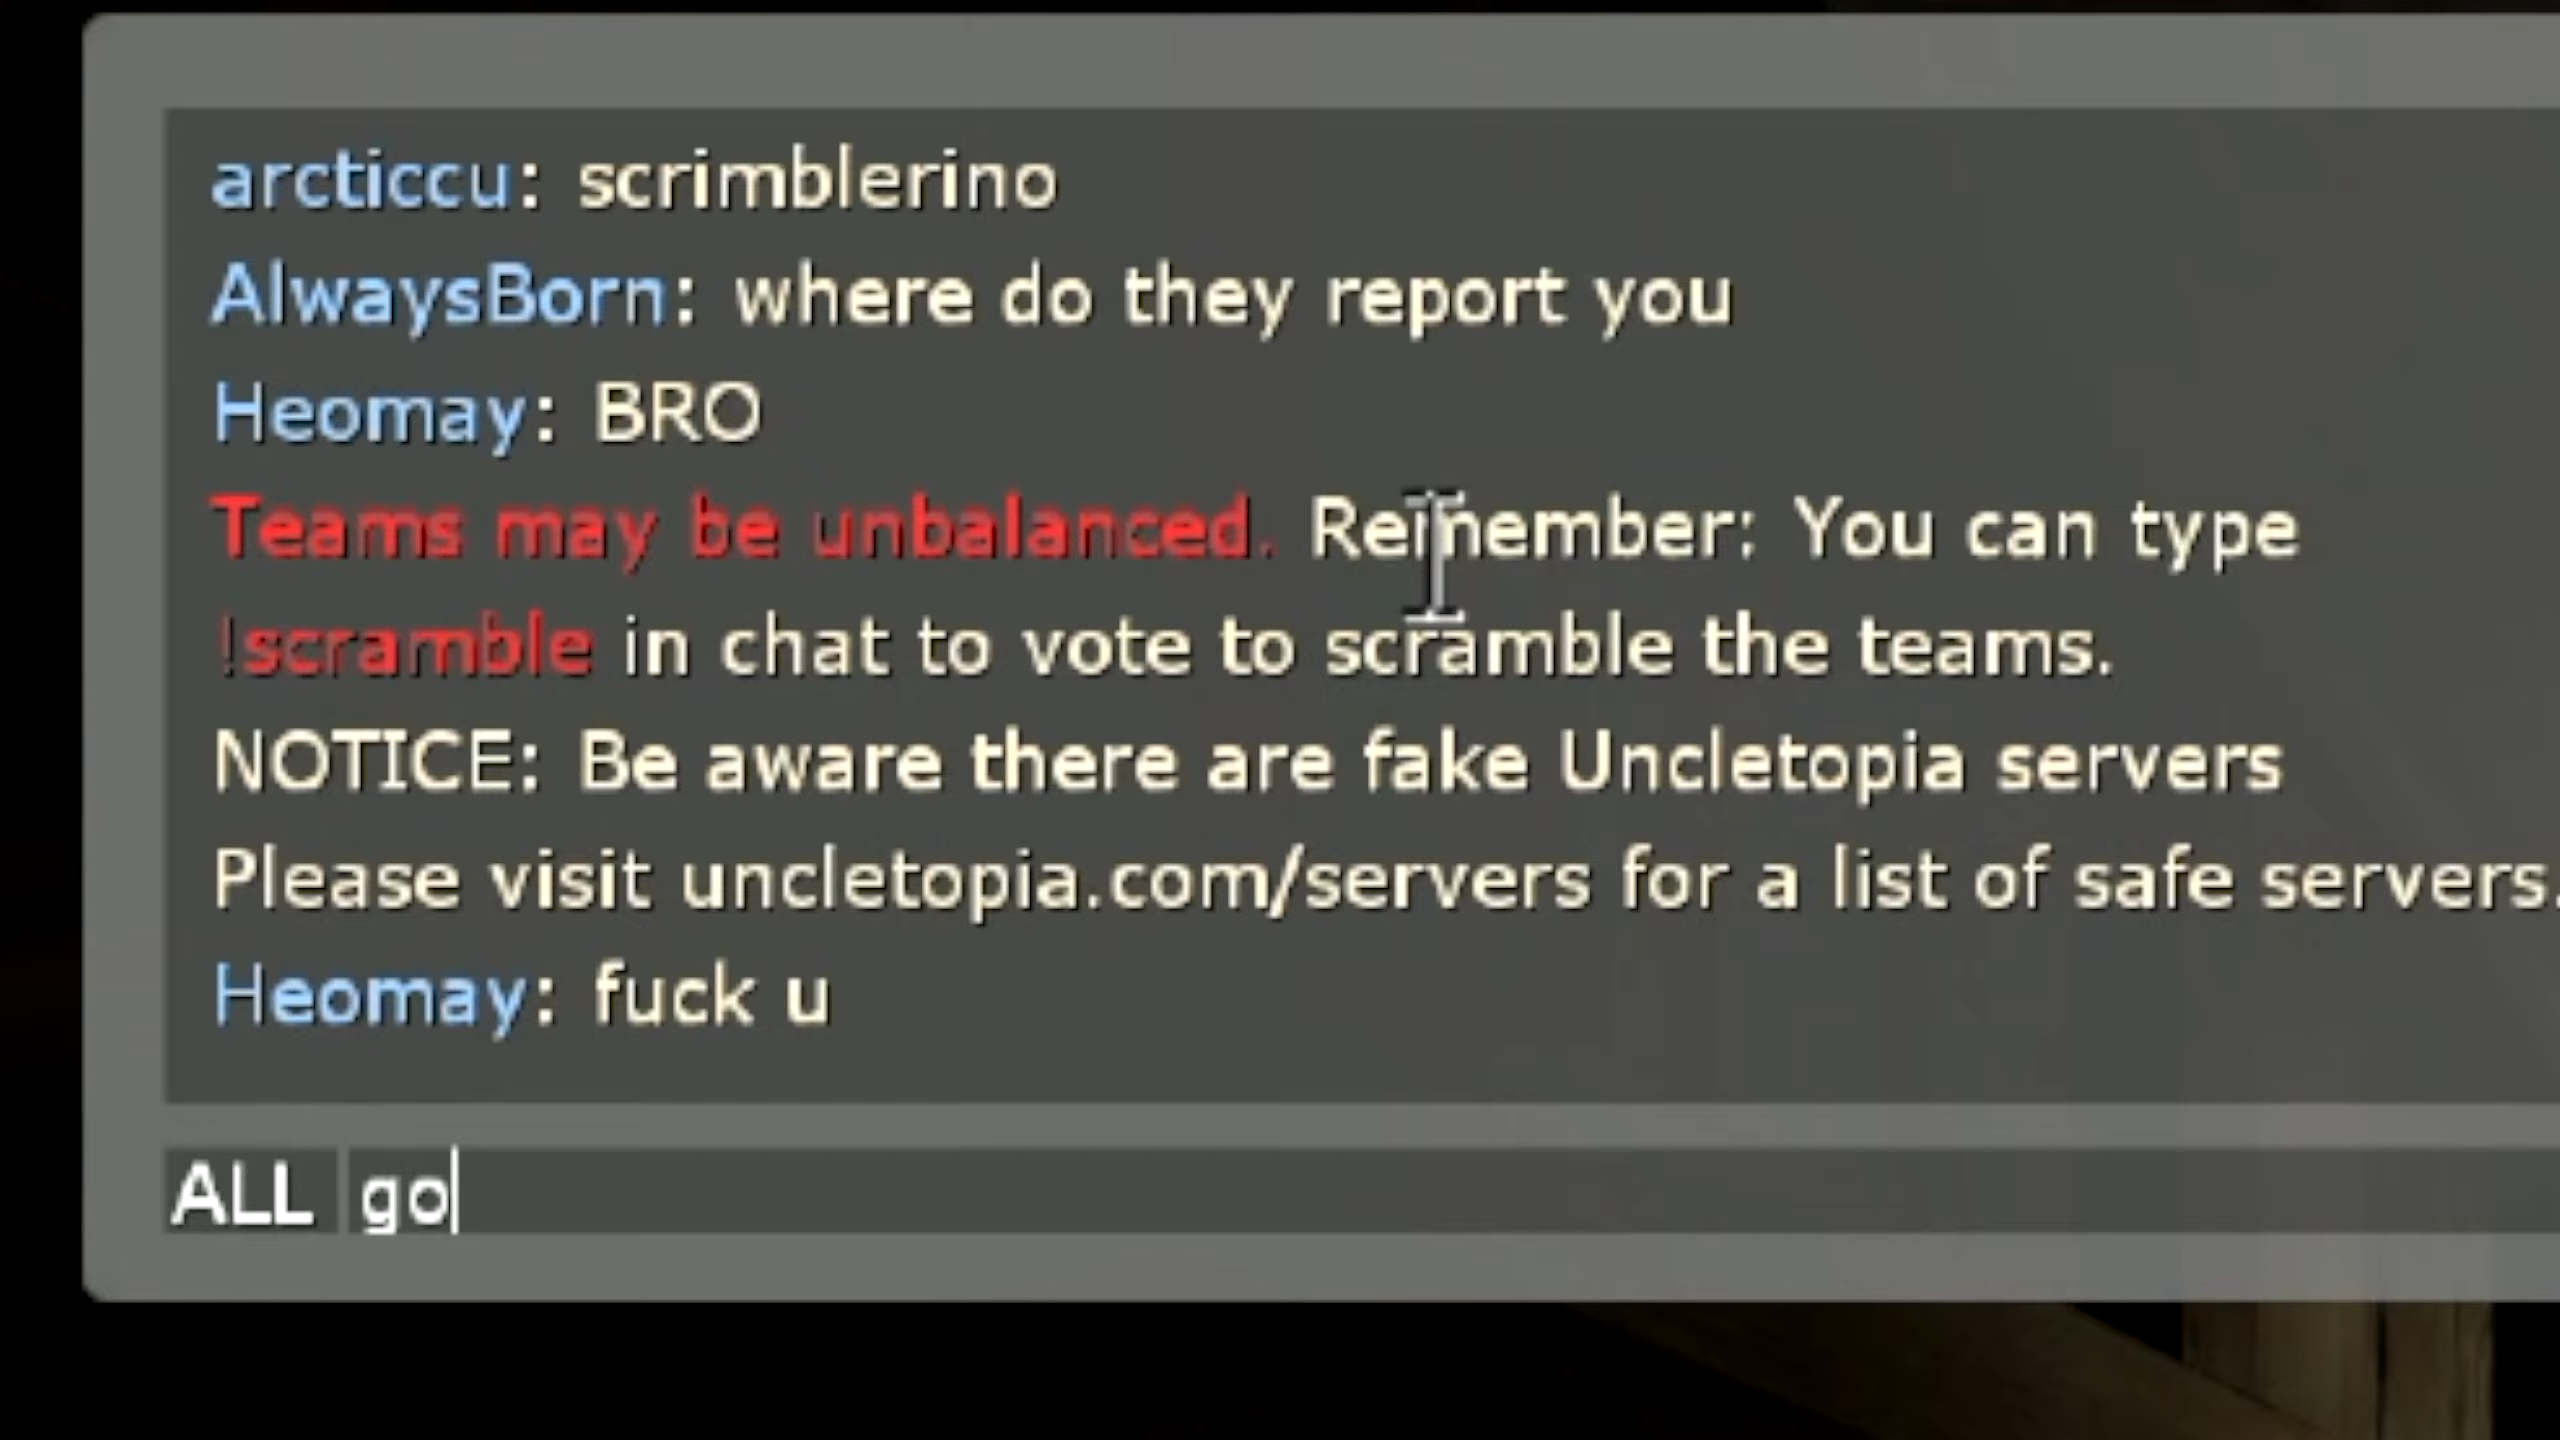 arcticcu: scrimblerino
AlwaysBorn: where do they report you
Heomay: BRO
Teams may be unbalanced. Remember: You can type
!scramble in chat to vote to scramble the teams.
NOTICE: Be aware there are fake Uncletopia servers
Please visit uncletopia.com/servers for a list of safe servers.
Heomay: fuck u
ALL go